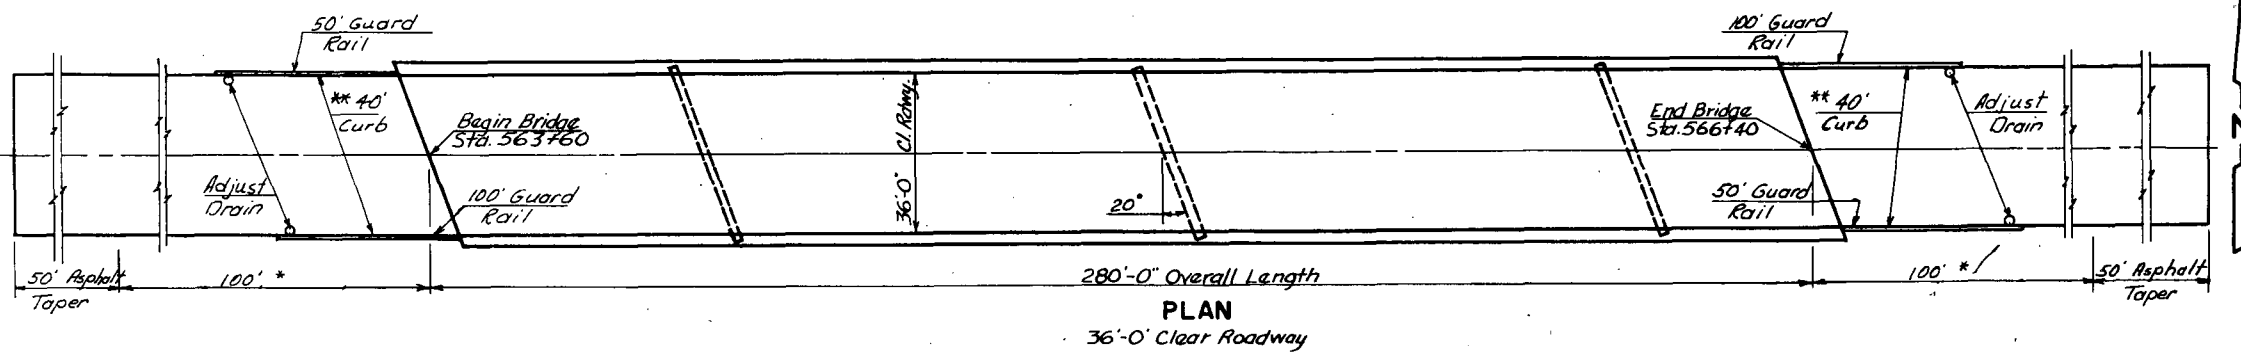 50' Guard
Rail
100' Guard
Rail
** 40'
Curb
Begin Bridge
Sta. 563+60
Cl. Rdwy.
36'-0"
End Bridge
Sta. 566+40
** 40'
Curb
Adjust
Drain
Adjust
Drain
100' Guard
Rail
20°
50' Guard
Rail
N
50' Asphalt
Taper
100' *
280'-0" Overall Length
100' *
50' Asphalt
Taper
PLAN
36'-0' Clear Roadway